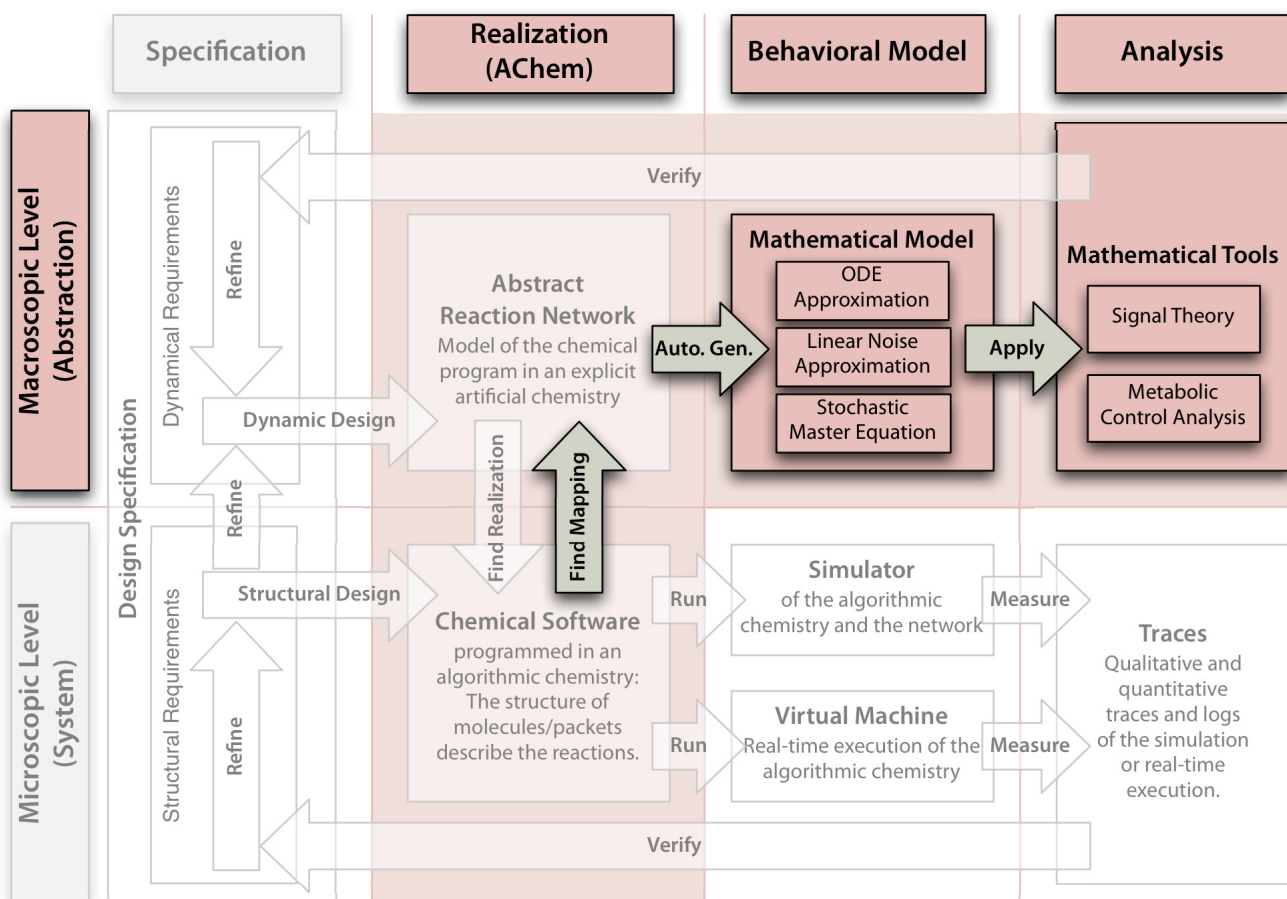 Specification
Realization
(AChem)
Behavioral Model
Analysis
Macroscopic Level
(Abstraction)
Microscopic Level
(System)
Design Specification
Dynamical Requirements
Refine
Verify
Dynamic Design
Refine
Structural Requirements
Structural Design
Refine
Verify
Abstract
Reaction Network
Model of the chemical
program in an explicit
artificial chemistry
Find Realization
Find Mapping
Auto. Gen.
Mathematical Model
ODE
Approximation
Linear Noise
Approximation
Stochastic
Master Equation
Apply
Mathematical Tools
Signal Theory
Metabolic
Control Analysis
Chemical Software
programmed in an
algorithmic chemistry:
The structure of
molecules/packets
describe the reactions.
Run
Simulator
of the algorithmic
chemistry and the network
Measure
Run
Virtual Machine
Real-time execution of the
algorithmic chemistry
Measure
Traces
Qualitative and
quantitative
traces and logs
of the simulation
or real-time
execution.